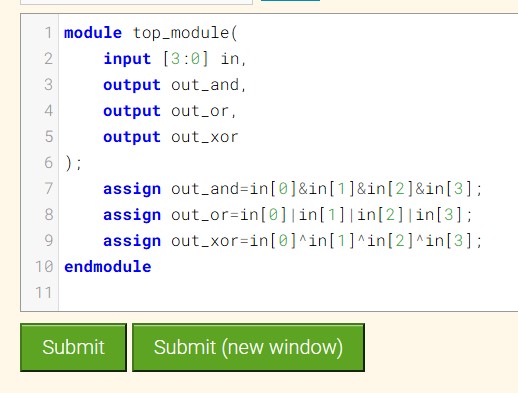 1 module top_module(
2     input [3:0] in,
3     output out_and,
4     output out_or,
5     output out_xor
6 );
7     assign out_and=in[0]&in[1]&in[2]&in[3];
8     assign out_or=in[0]|in[1]|in[2]|in[3];
9     assign out_xor=in[0]^in[1]^in[2]^in[3];
10 endmodule
11
Submit Submit (new window)